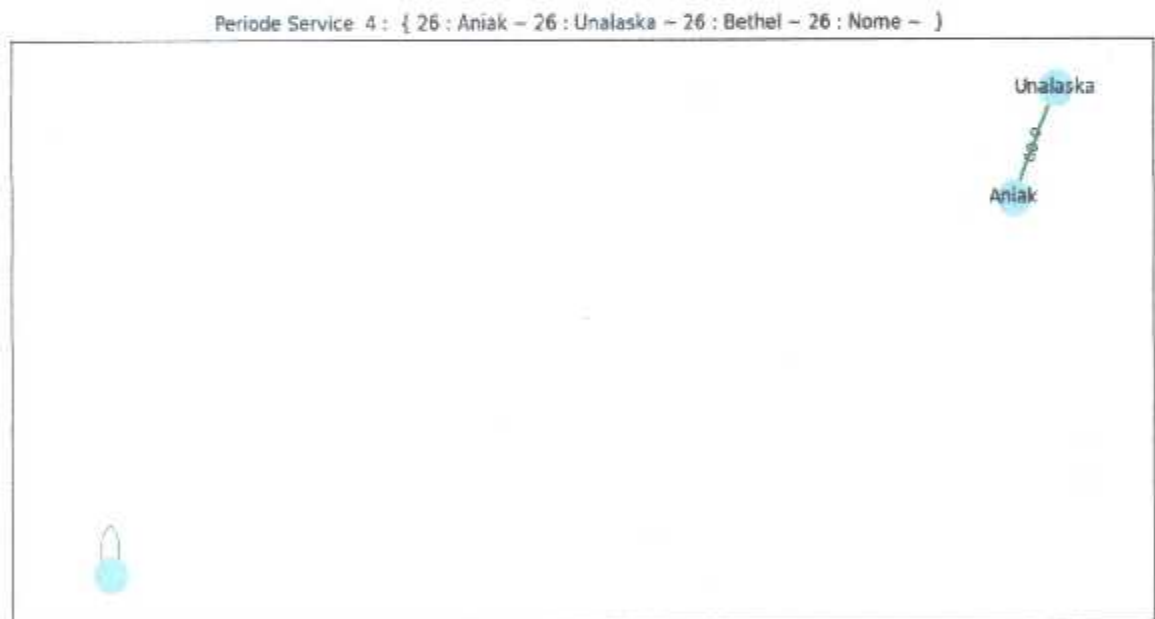 Periode Service 4 : { 26 : Aniak ~ 26 : Unalaska ~ 26 : Bethel ~ 26 : Nome ~ }
Unalaska
Aniak